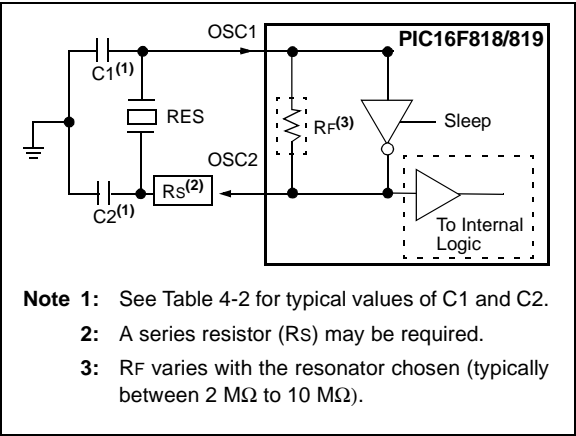 OSC1
PIC16F818/819
C1(1)
RES
RF(3)
Sleep
OSC2
C2(1)
RS(2)
To Internal
Logic
Note 1: See Table 4-2 for typical values of C1 and C2.
2: A series resistor (RS) may be required.
3: RF varies with the resonator chosen (typically
between 2 MΩ to 10 MΩ).